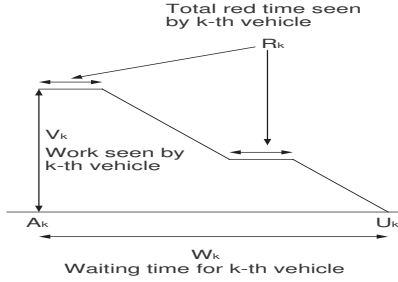 Total red time seen
by k-th vehicle
Rk
Vk
Work seen by
k-th vehicle
Ak
Uk
Wk
Waiting time for k-th vehicle